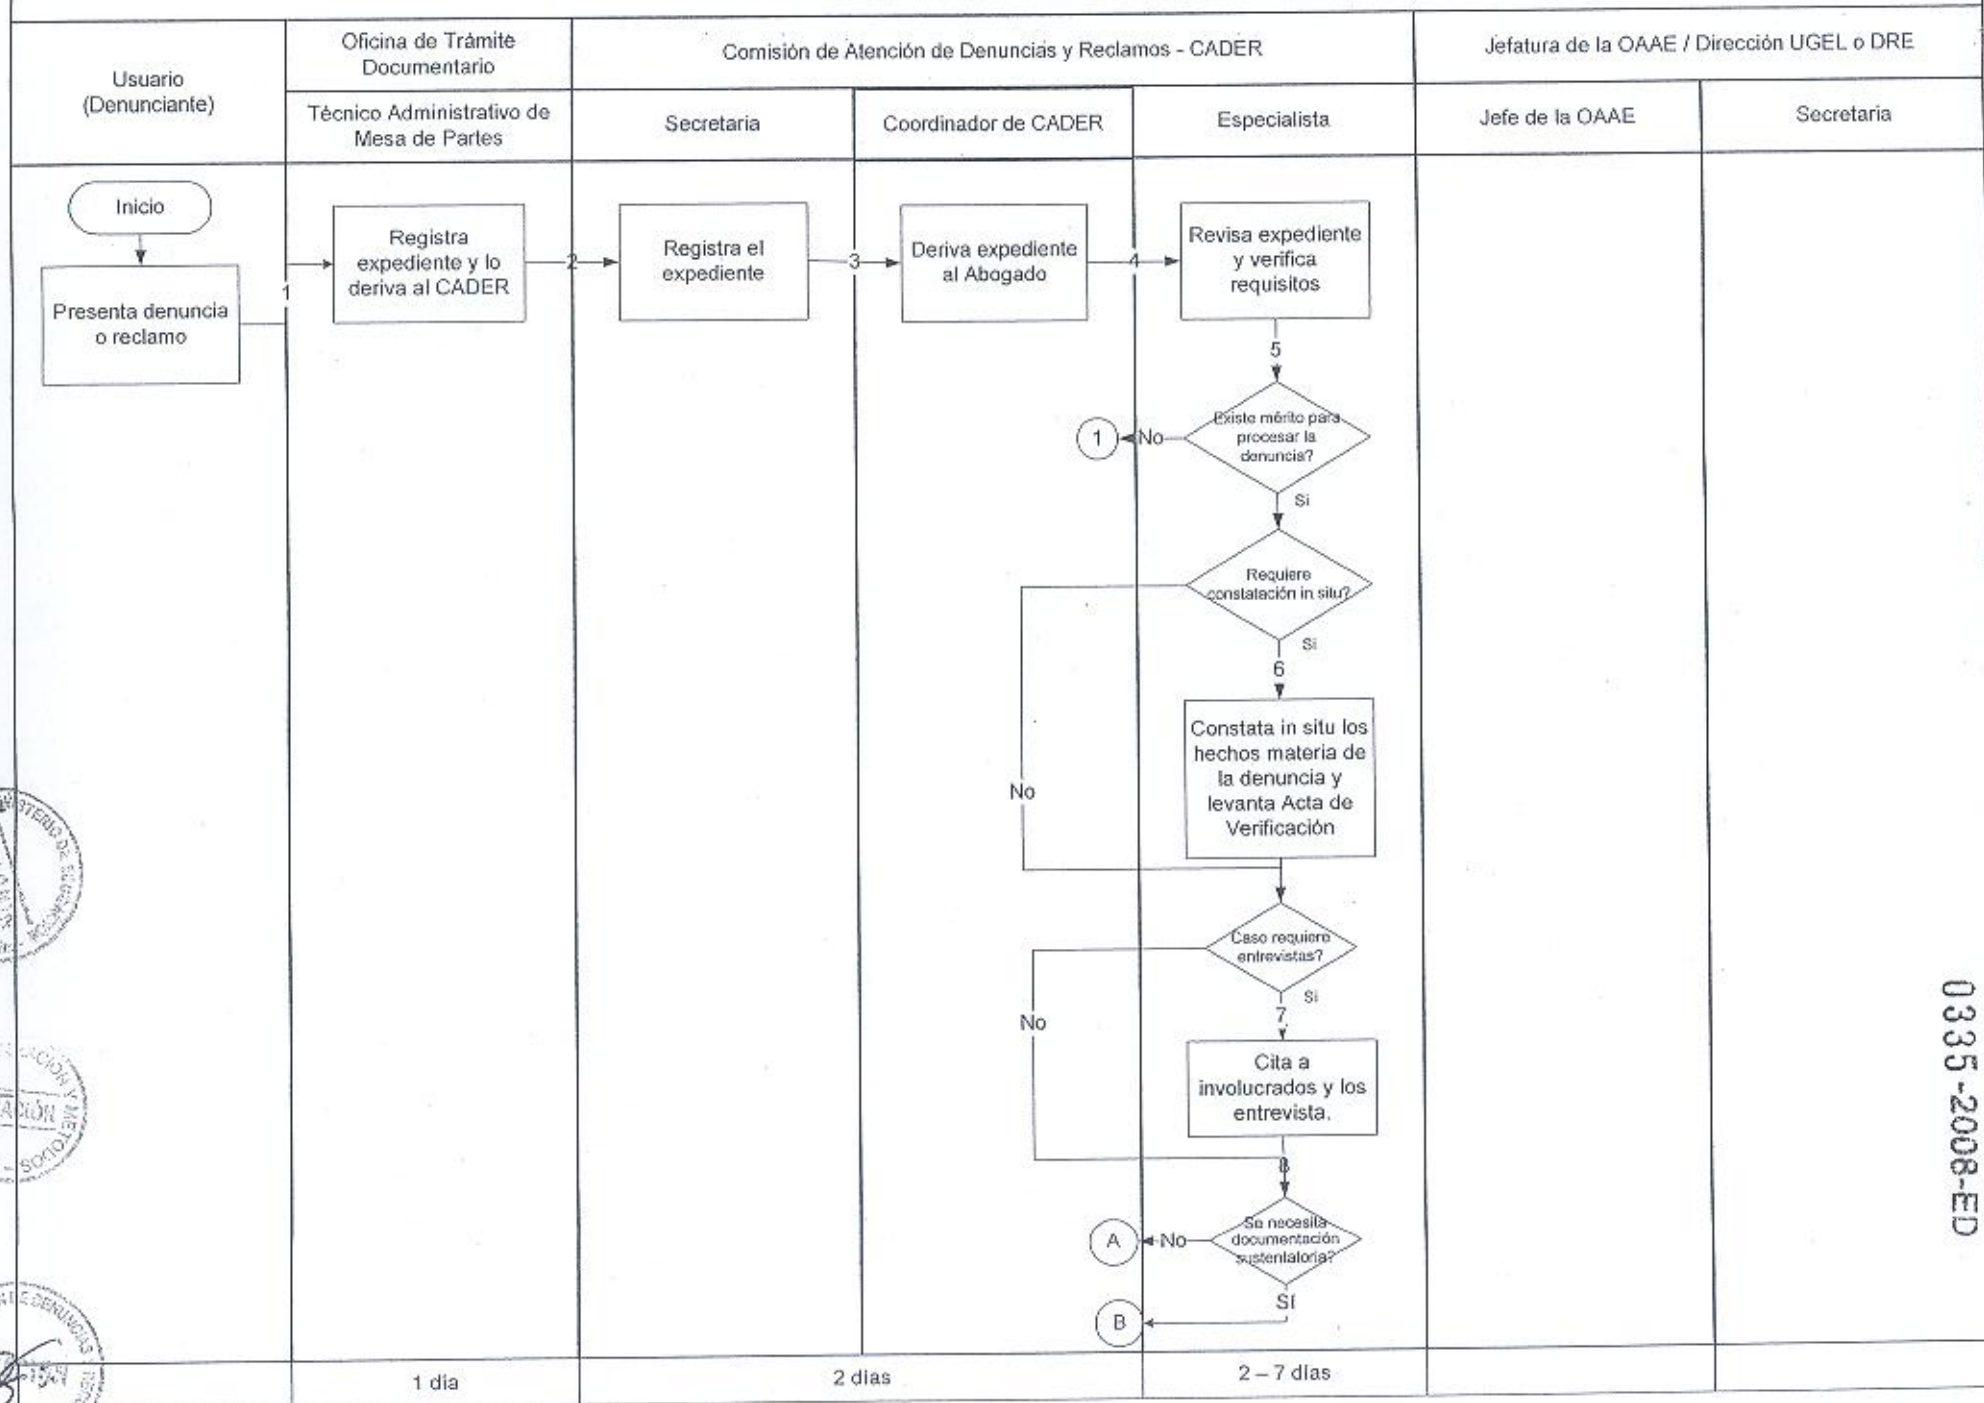 Usuario
(Denunciante)
Oficina de Trámite
Documentario
Comisión de Atención de Denuncias y Reclamos - CADER
Jefatura de la OAAE / Dirección UGEL o DRE
Técnico Administrativo de
Mesa de Partes
Secretaria
Coordinador de CADER
Especialista
Jefe de la OAAE
Secretaria
Inicio
Presenta denuncia
o reclamo
1
Registra
expediente y lo
deriva al CADER
2
Registra el
expediente
3
Deriva expediente
al Abogado
4
Revisa expediente
y verifica
requisitos
5
Existe mérito para
procesar la
denuncia?
No
1
Si
Requiere
constatación in situ?
No
Si
6
Constata in situ los
hechos materia de
la denuncia y
levanta Acta de
Verificación
Caso requiere
entrevistas?
No
Si
7
Cita a
involucrados y los
entrevista.
8
Se necesita
documentación
sustentatoria?
No
A
SI
B
1 dia
2 dias
2 – 7 dias
0335-2008-ED
DE DENUNCIAS
Y METODOS